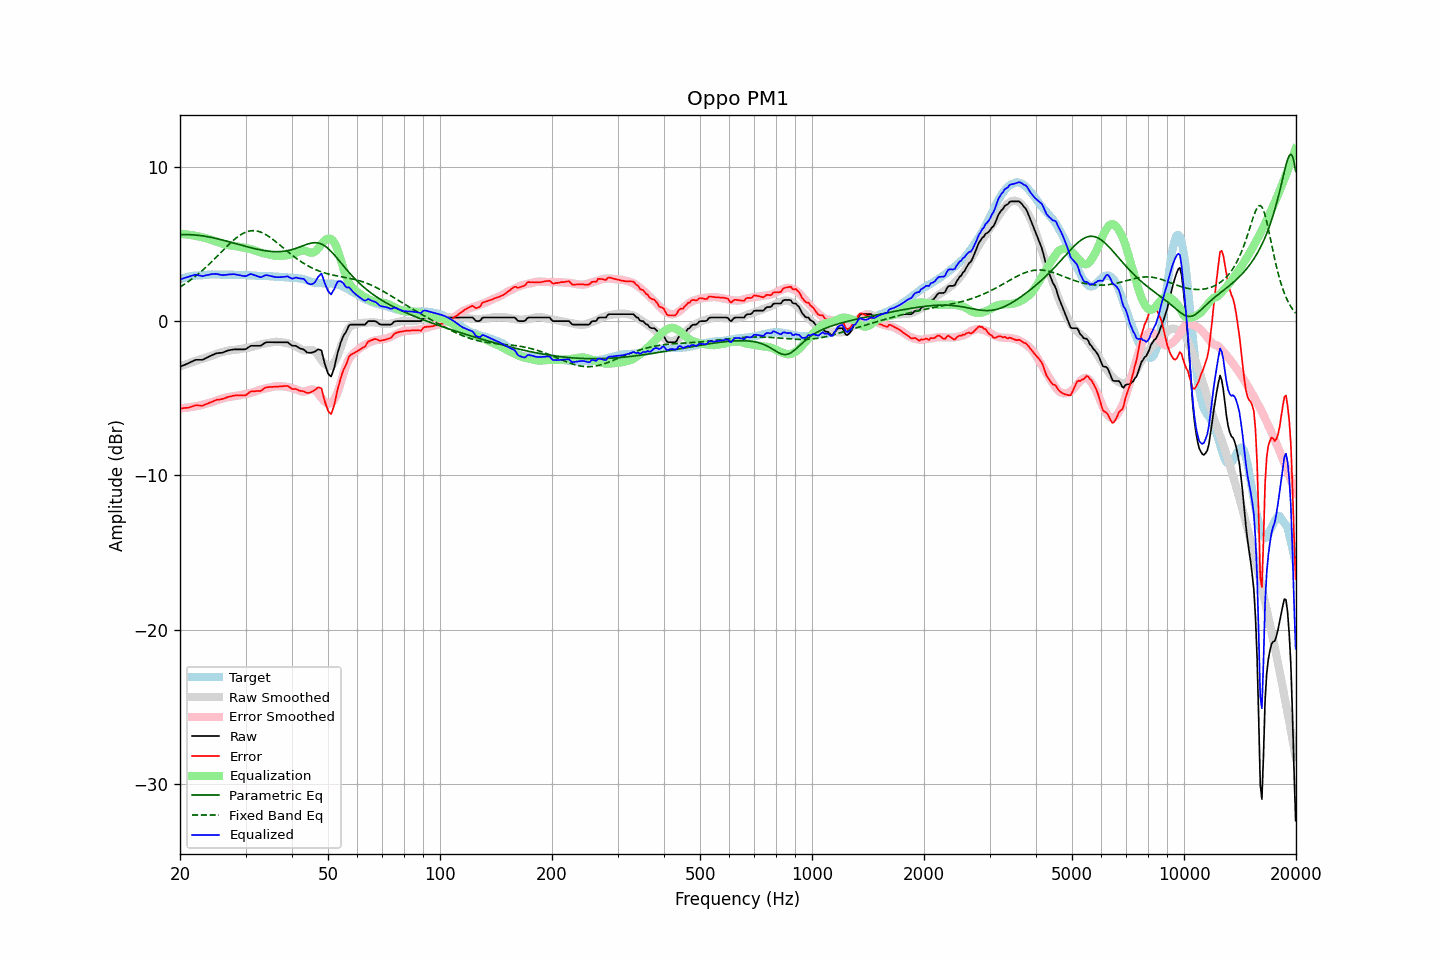 Oppo PM1
Amplitude (dBr)
10
0
−10
−20
−30
Target
Raw Smoothed
Error Smoothed
Raw
Error
Equalization
Parametric Eq
Fixed Band Eq
Equalized
20 50 100 200 500 1000 2000 5000 10000 20000
Frequency (Hz)